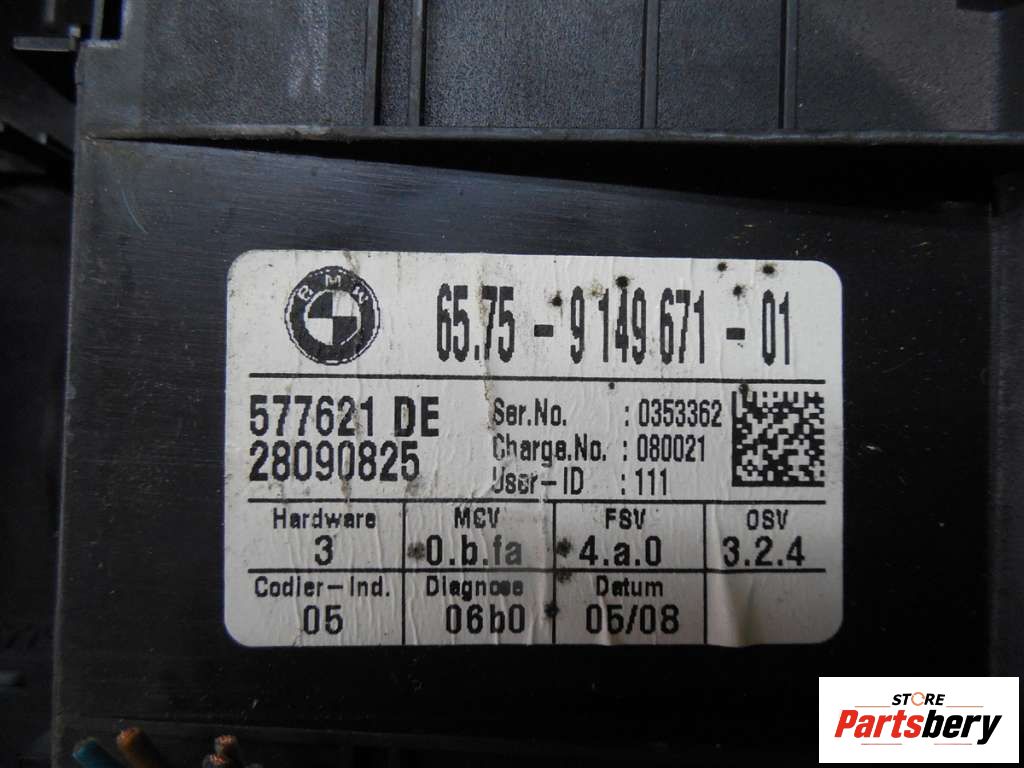 BMW
65.75 - 9 149 671 - 01
577621 DE
28090825
Ser.No. : 0353362
Charge.No. : 080021
User-ID : 111
Hardware MCV FSV OSV
3 0.b.fa 4.a.0 3.2.4
Codier-Ind. Diagnose Datum
05 06b0 05/08
STORE
Partsbery